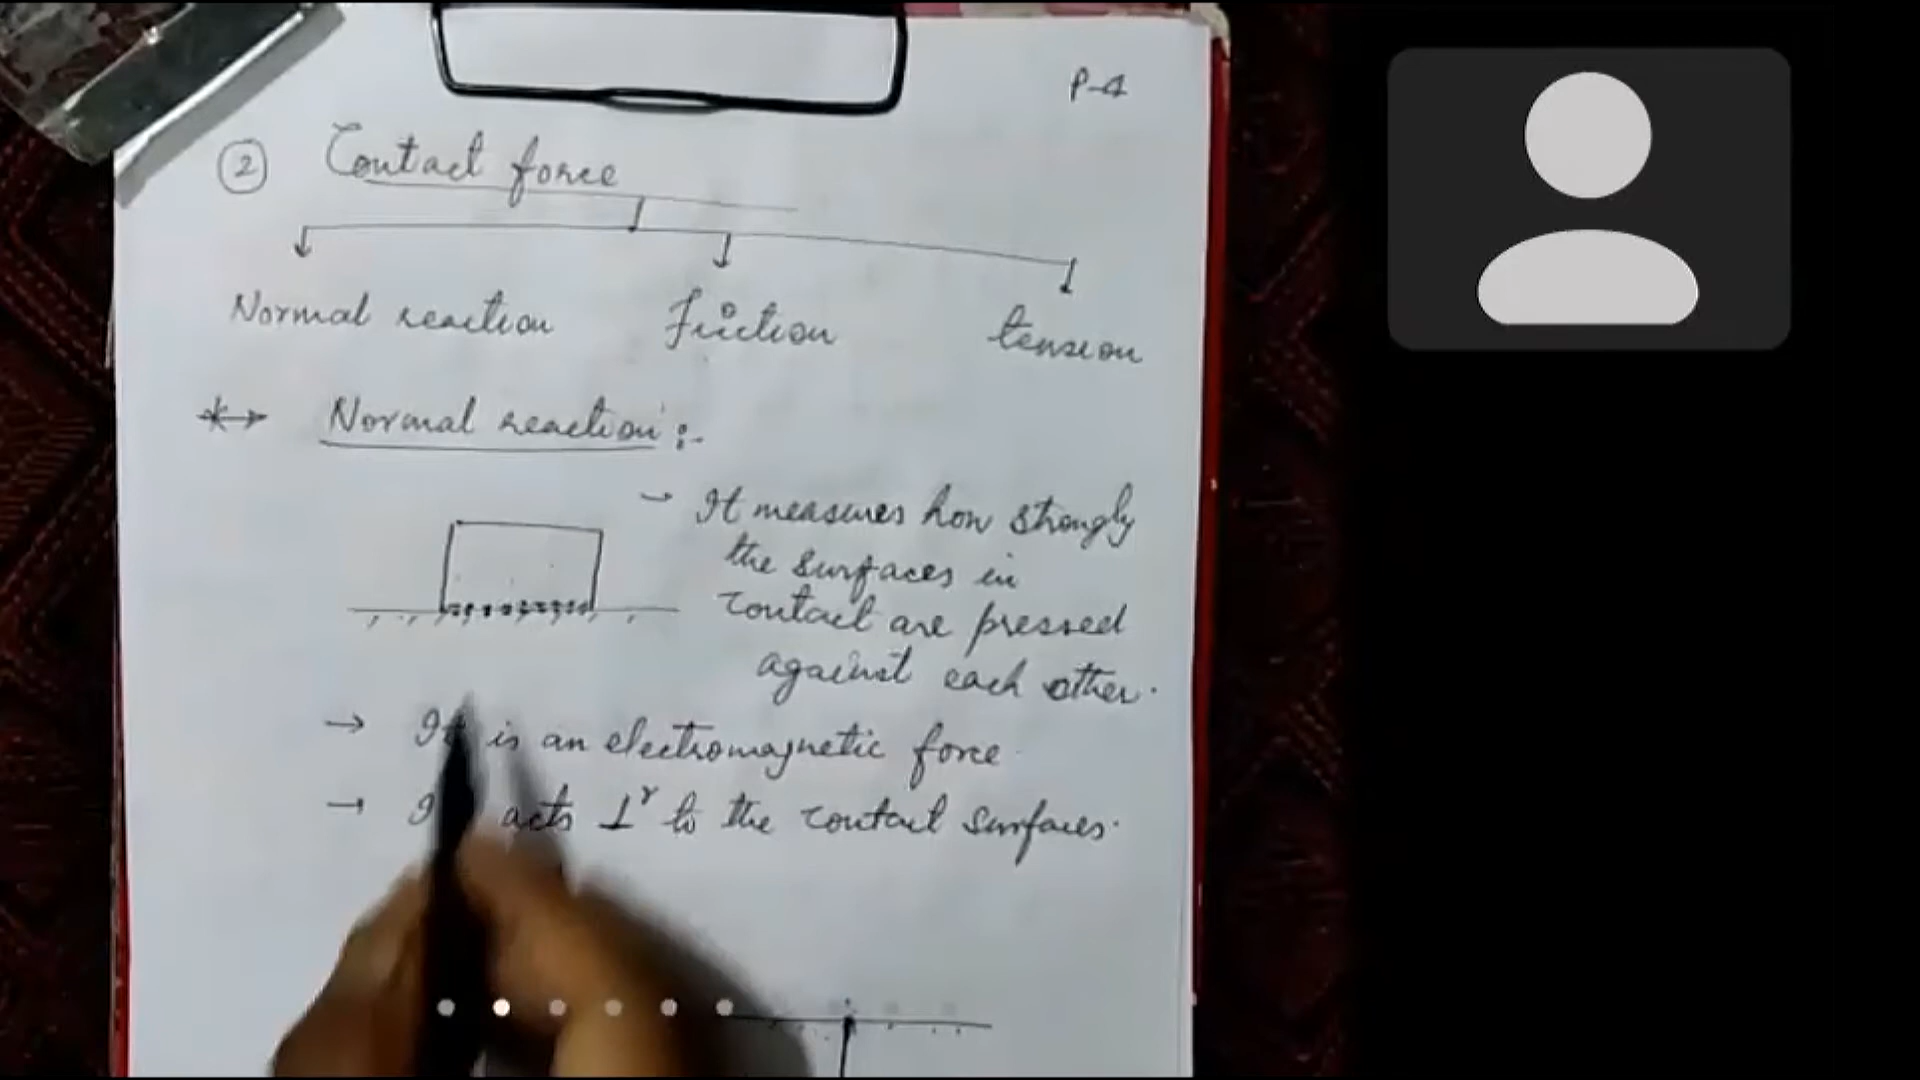 P-4
2 Contact force
Normal reaction friction tension
Normal reaction :-
→ It measures how strongly
the surfaces in
contact are pressed
against each other.
→ It is an electromagnetic force
→ acts ⊥r to the contact surfaces.